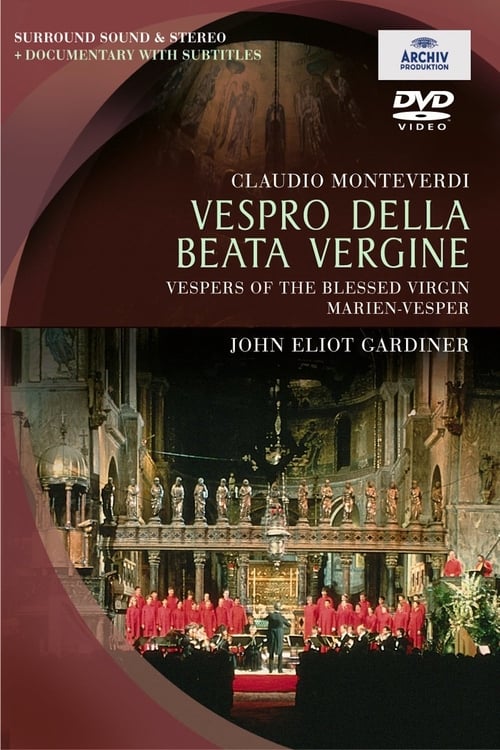 SURROUND SOUND & STEREO
+ DOCUMENTARY WITH SUBTITLES
ARCHIV
PRODUKTION
DVD
VIDEO
CLAUDIO MONTEVERDI
VESPRO DELLA
BEATA VERGINE
VESPERS OF THE BLESSED VIRGIN
MARIEN-VESPER
JOHN ELIOT GARDINER